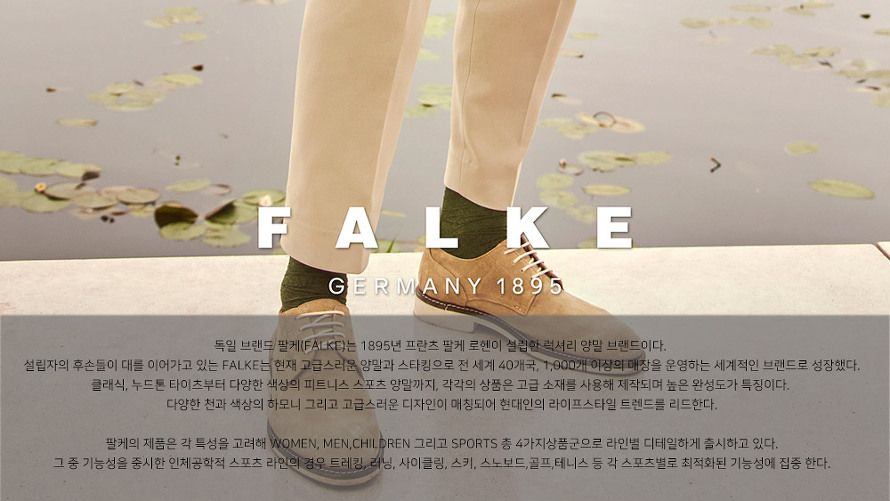 FALKE
GERMANY 1895
독일 브랜드 팔케(FALKE)는 1895년 프란츠 팔케 로헨이 설립한 럭셔리 양말 브랜드이다.
설립자의 후손들이 대를 이어가고 있는 FALKE는 현재 고급스러운 양말과 스타킹으로 전 세계 40개국, 1,000개 이상의 매장을 운영하는 세계적인 브랜드로 성장했다.
클래식, 누드톤 타이츠부터 다양한 색상의 피트니스 스포츠 양말까지, 각각의 상품은 고급 소재를 사용해 제작되며 높은 완성도가 특징이다.
다양한 천과 색상의 하모니 그리고 고급스러운 디자인이 매칭되어 현대인의 라이프스타일 트렌드를 리드한다.
팔케의 제품은 각 특성을 고려해 WOMEN, MEN,CHILDREN 그리고 SPORTS 총 4가지상품군으로 라인별 디테일하게 출시하고 있다.
그 중 기능성을 중시한 인체공학적 스포츠 라인의 경우 트레킹, 러닝, 사이클링, 스키, 스노보드,골프,테니스 등 각 스포츠별로 최적화된 기능성에 집중 한다.